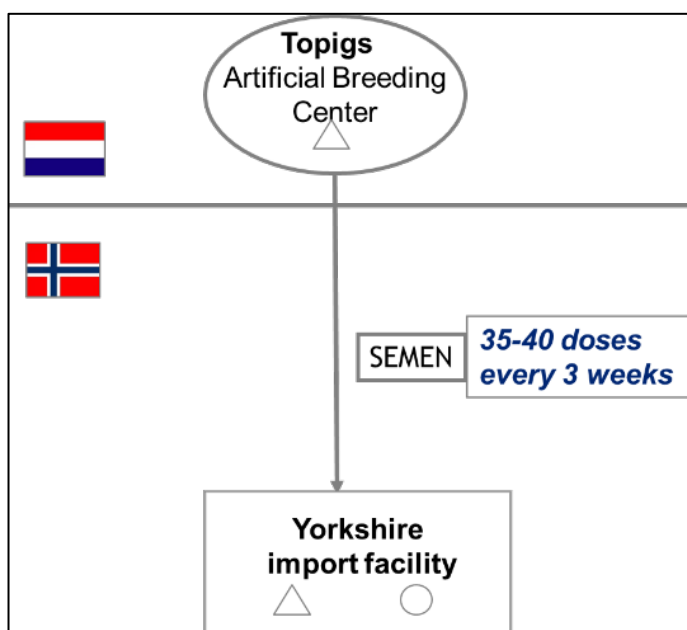 Topigs
Artificial Breeding
Center
SEMEN
35-40 doses
every 3 weeks
Yorkshire
import facility